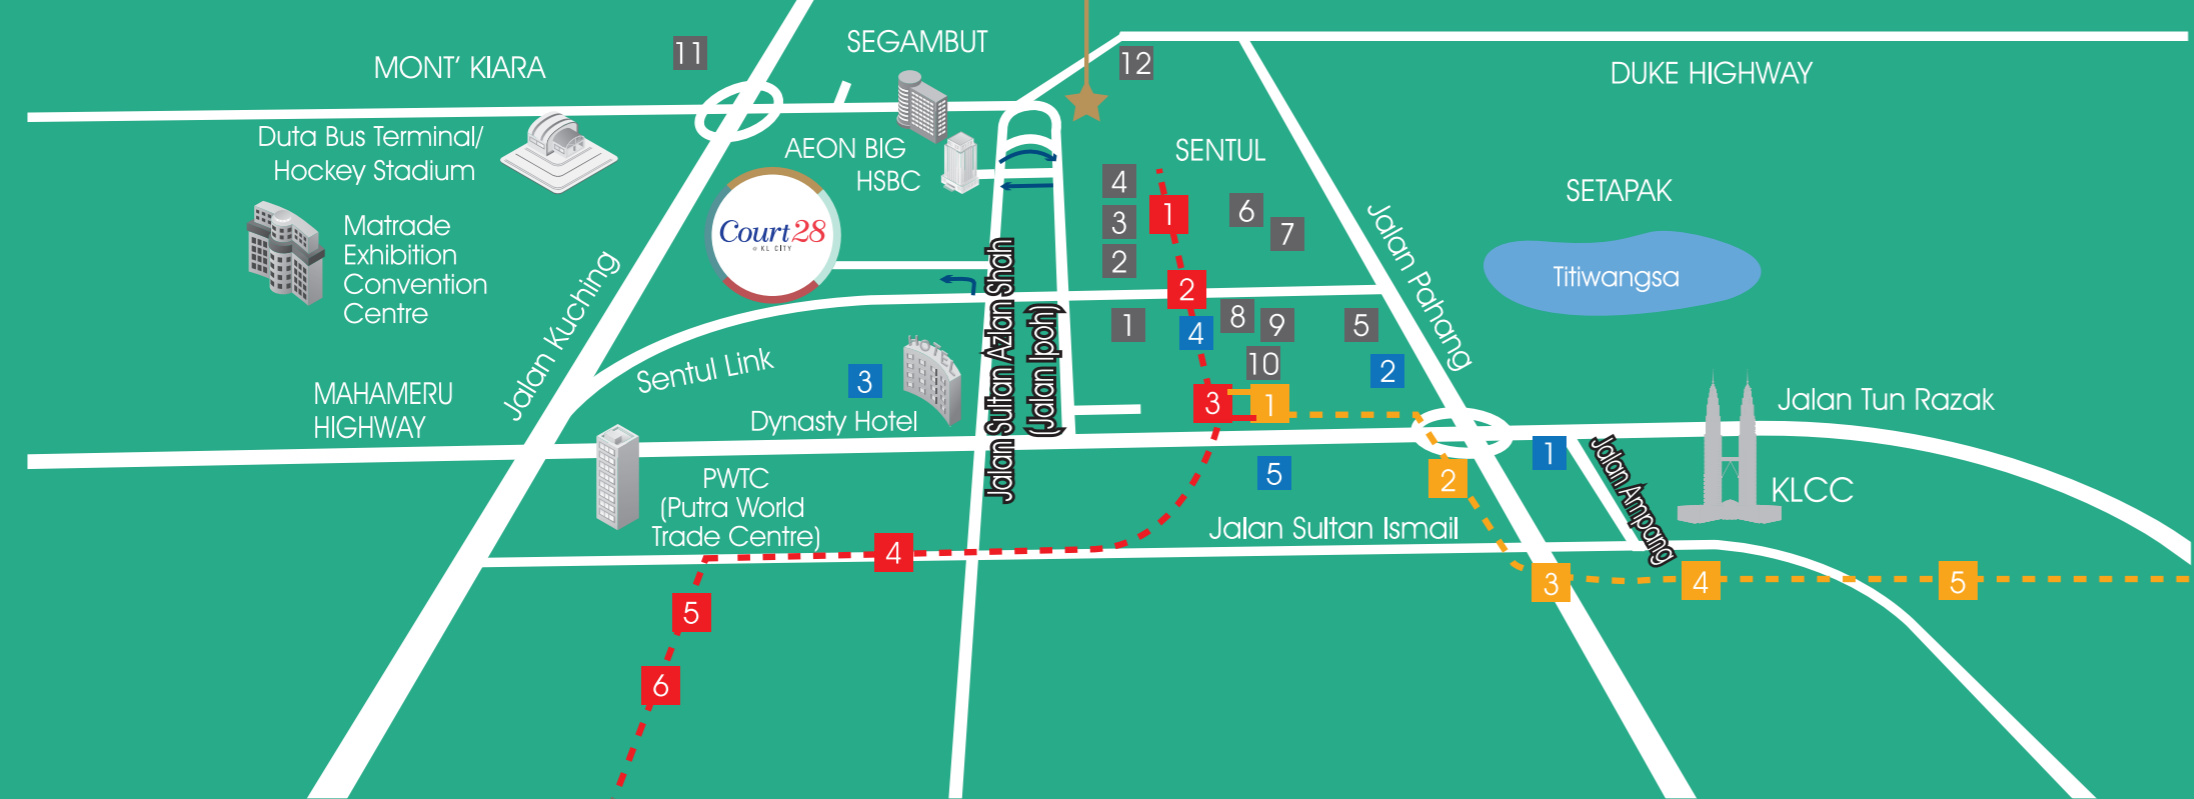 SEGAMBUT
11
12
MONT' KIARA
DUKE HIGHWAY
Duta Bus Terminal/
Hockey Stadium
AEON BIG
HSBC
SENTUL
4
SETAPAK
Matrade
Exhibition
Convention
Centre
Court28
@ KL CITY
3
1
6
7
2
Jalan Kuching
Jalan Sultan Azlan Shah
(Jalan Ipoh)
Jalan Pahang
Titiwangsa
2
1
4
8
9
5
10
Sentul Link
3
HOTEL
2
MAHAMERU
HIGHWAY
Dynasty Hotel
3
1
Jalan Tun Razak
PWTC
(Putra World
Trade Centre)
5
2
1
Jalan Ampang
KLCC
Jalan Sultan Ismail
4
3
4
5
5
6